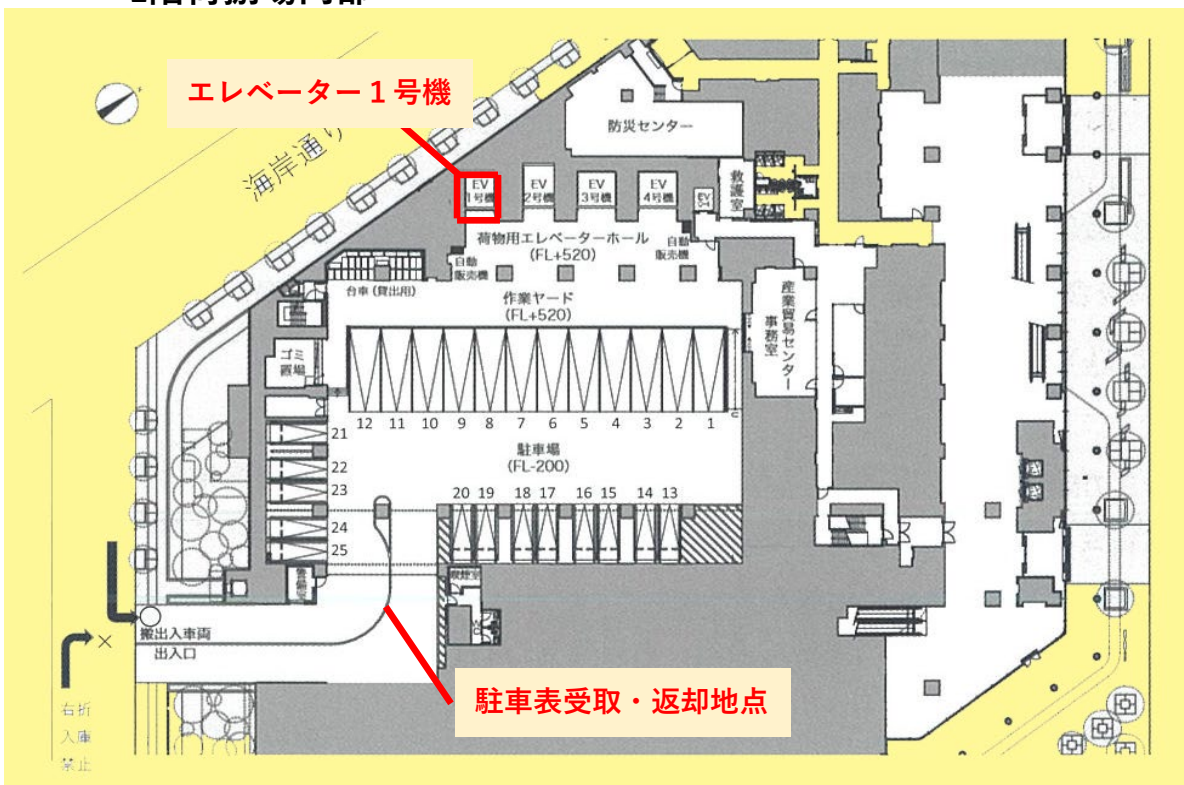 エレベーター１号機
海岸通り
防災センター
EV
1号機
EV
2号機
EV
3号機
EV
4号機
EV
救護室
荷物用エレベーターホール
(FL+520)
自動
販売機
自動
販売機
台車（貸出用）
作業ヤード
(FL+520)
産業貿易センター
事務室
ゴミ
置場
12 11 10 9 8 7 6 5 4 3 2 1
21
22
23
24
25
駐車場
(FL-200)
20 19 18 17 16 15 14 13
搬出入車両
出入口
×
右折
入庫
禁止
駐車表受取・返却地点